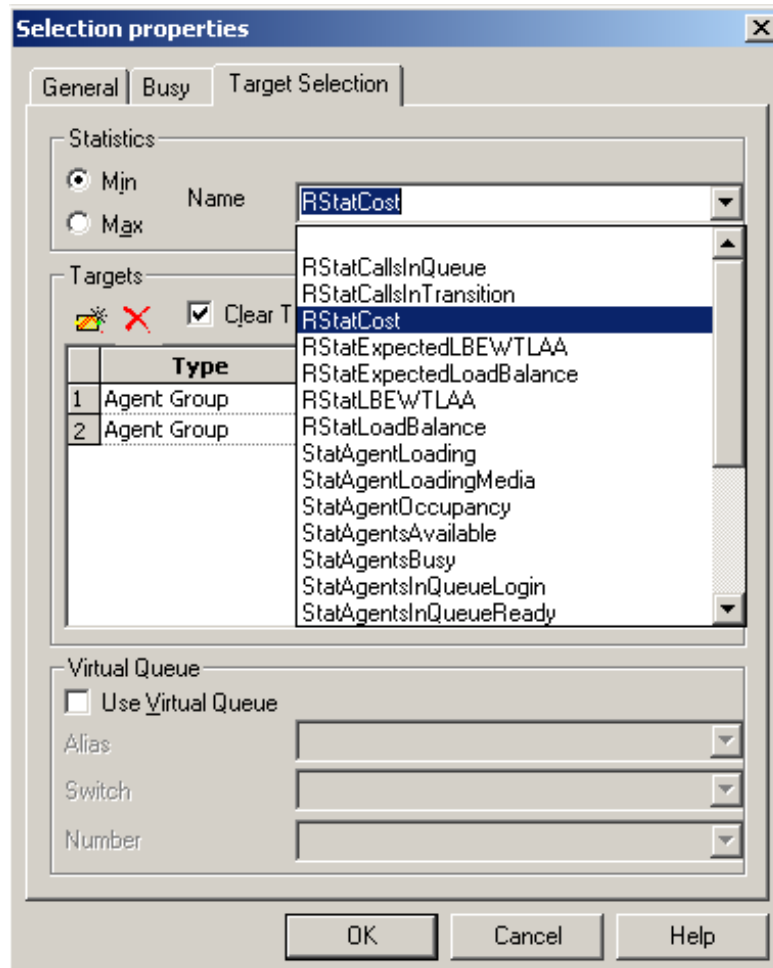 Selection properties
General
Busy
Target Selection
Statistics
Min
Max
Name
RStatCost
RStatCallsInQueue
RStatCallsInTransition
RStatCost
RStatExpectedLBEWTLAA
RStatExpectedLoadBalance
RStatLBEWTLAA
RStatLoadBalance
StatAgentLoading
StatAgentLoadingMedia
StatAgentOccupancy
StatAgentsAvailable
StatAgentsBusy
StatAgentsInQueueLogin
StatAgentsInQueueReady
Targets
Clear T
Type
1 Agent Group
2 Agent Group
Virtual Queue
Use Virtual Queue
Alias
Switch
Number
OK
Cancel
Help